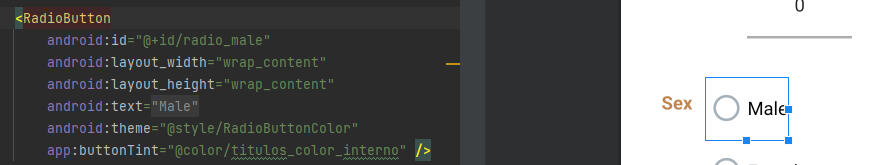 0
<RadioButton
android:id="@+id/radio_male"
android:layout_width="wrap_content"
android:layout_height="wrap_content"
android:text="Male"
android:theme="@style/RadioButtonColor"
app:buttonTint="@color/titulos_color_interno" />
Sex
Male